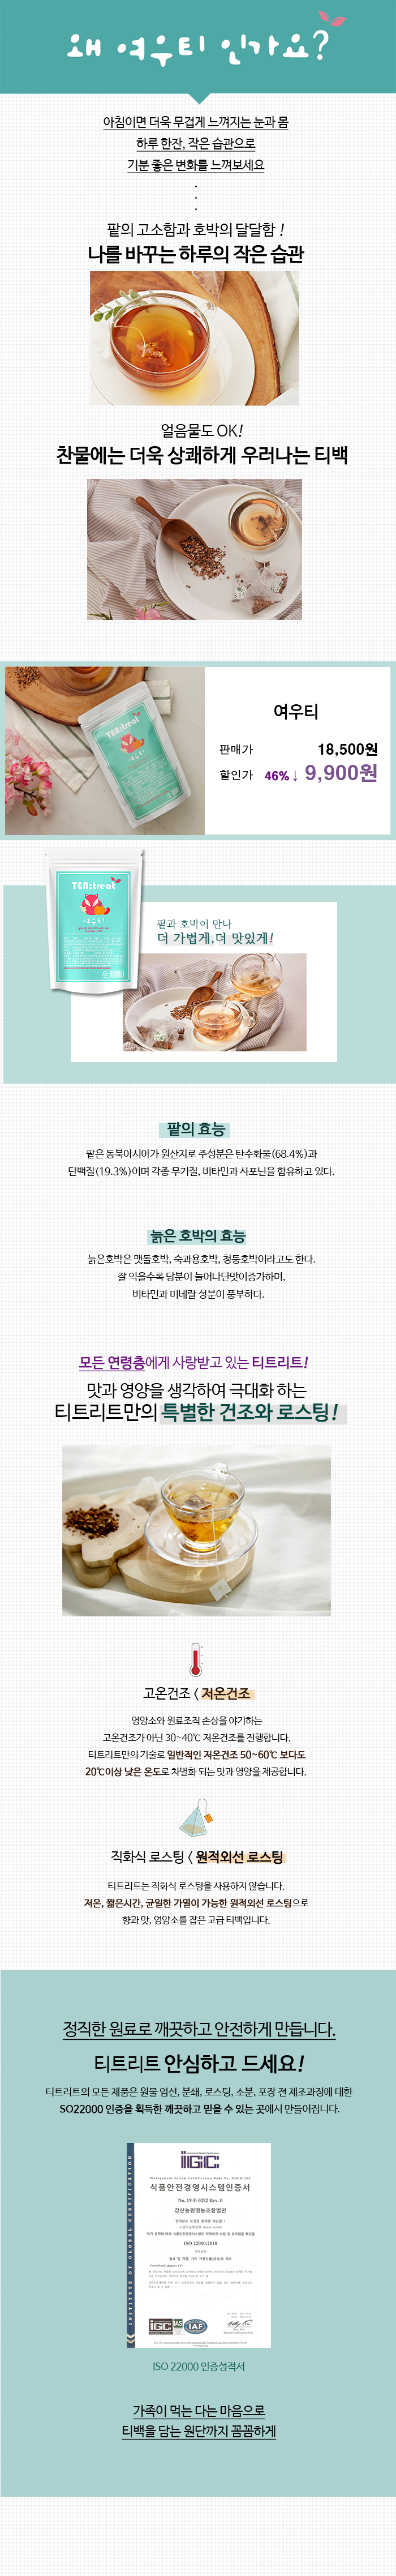 왜 여우티 인가요?
아침이면 더욱 무겁게 느껴지는 눈과 몸
하루 한잔, 작은 습관으로
기분 좋은 변화를 느껴보세요
팥의 고소함과 호박의 달달함 !
나를 바꾸는 하루의 작은 습관
얼음물도 OK!
찬물에는 더욱 상쾌하게 우러나는 티백
TEA:treat
여우티
판매가 18,500원
할인가 46%↓ 9,900원
TEA:treat
여우티
팥과 호박이 만나
더 가볍게,더 맛있게!
팥의 효능
팥은 동북아시아가 원산지로 주성분은 탄수화물(68.4%)과
단백질(19.3%)이며 각종 무기질, 비타민과 사포닌을 함유하고 있다.
늙은 호박의 효능
늙은호박은 맷돌호박, 숙과용호박, 청둥호박이라고도 한다.
잘 익을수록 당분이 늘어나단맛이증가하며,
비타민과 미네랄 성분이 풍부하다.
모든 연령층에게 사랑받고 있는 티트리트!
맛과 영양을 생각하여 극대화 하는
티트리트만의 특별한 건조와 로스팅!
고온건조 < 저온건조
영양소와 원료조직 손상을 야기하는
고온건조가 아닌 30~40℃ 저온건조를 진행합니다.
티트리트만의 기술로 일반적인 저온건조 50~60℃ 보다도
20℃이상 낮은 온도로 차별화 되는 맛과 영양을 제공합니다.
직화식 로스팅 < 원적외선 로스팅
티트리트는 직화식 로스팅을 사용하지 않습니다.
저온, 짧은시간, 균일한 가열이 가능한 원적외선 로스팅으로
향과 맛, 영양소를 잡은 고급 티백입니다.
정직한 원료로 깨끗하고 안전하게 만듭니다.
티트리트 안심하고 드세요!
티트리트의 모든 제품은 원물 엄선, 분쇄, 로스팅, 소분, 포장 전 제조과정에 대한
SO22000 인증을 획득한 깨끗하고 믿을 수 있는 곳에서 만들어집니다.
IGC
식품안전경영시스템인증서
No. 19-E-0292 Rev. 0
강산농원영농조합법인
ISO 22000:2018
INSTITUTE OF GLOBAL CERTIFICATION
IGC
IAS
IAF
ISO 22000 인증성적서
가족이 먹는 다는 마음으로
티백을 담는 원단까지 꼼꼼하게